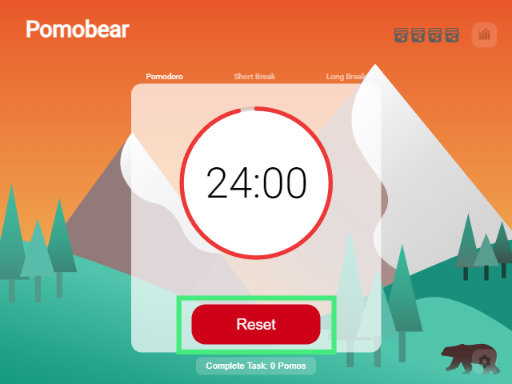 Pomobear
Pomodoro Short Break Long Break
24:00
Reset
Complete Task: 0 Pomos